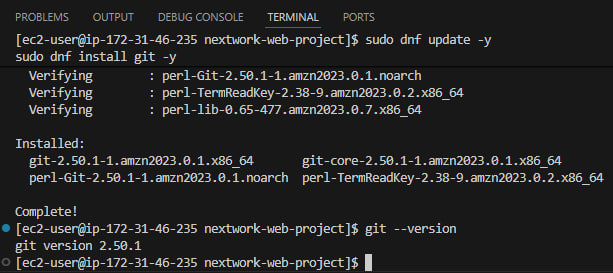 PROBLEMS OUTPUT DEBUG CONSOLE TERMINAL PORTS
[ec2-user@ip-172-31-46-235 nextwork-web-project]$ sudo dnf update -y
sudo dnf install git -y
Verifying : perl-Git-2.50.1-1.amzn2023.0.1.noarch
Verifying : perl-TermReadKey-2.38-9.amzn2023.0.2.x86_64
Verifying : perl-lib-0.65-477.amzn2023.0.7.x86_64
Installed:
git-2.50.1-1.amzn2023.0.1.x86_64 git-core-2.50.1-1.amzn2023.0.1.x86_64
perl-Git-2.50.1-1.amzn2023.0.1.noarch perl-TermReadKey-2.38-9.amzn2023.0.2.x86_64
Complete!
[ec2-user@ip-172-31-46-235 nextwork-web-project]$ git --version
git version 2.50.1
[ec2-user@ip-172-31-46-235 nextwork-web-project]$